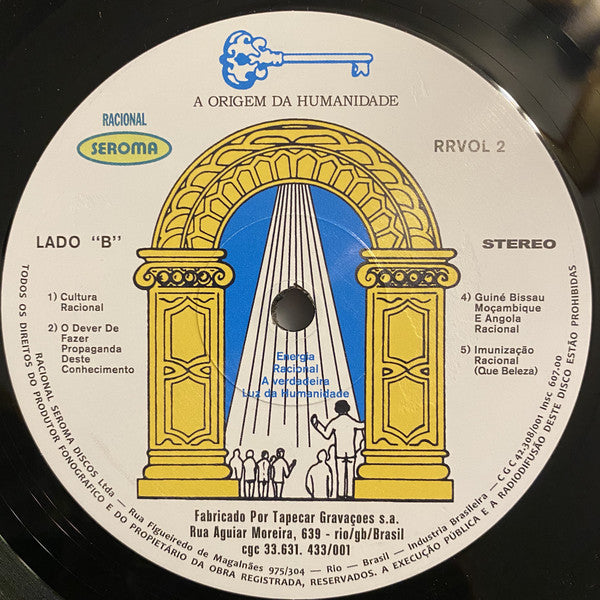 A ORIGEM DA HUMANIDADE
RACIONAL
SEROMA
RRVOL 2
LADO "B"
STEREO
1) Cultura
Racional
2) O Dever De
Fazer
Propaganda
Deste
Conhecimento
4) Guiné Bissau
Moçambique
E Angola
Racional
5) Imunização
Racional
(Que Beleza)
Energia
Racional
A verdadeira
Luz da Humanidade
Fabricado Por Tapecar Gravaçoes s.a.
Rua Aguiar Moreira, 639 - rio/gb/Brasil
cgc 33.631. 433/001
RACIONAL SEROMA DISCOS Ltda - Rua Figueiredo de Magalhães 975/304 — Rio — Brasil — Industria Brasileira — C G C 42.308/001 Insc 607.00
TODOS OS DIREITOS DO PRODUTOR FONOGRAFICO E DO PROPIETÁRIO DA OBRA REGISTRADA, RESERVADOS. A EXECUÇÃO PÚBLICA E A RADIODIFUSÃO DESTE DISCO ESTÃO PROHIBIDAS